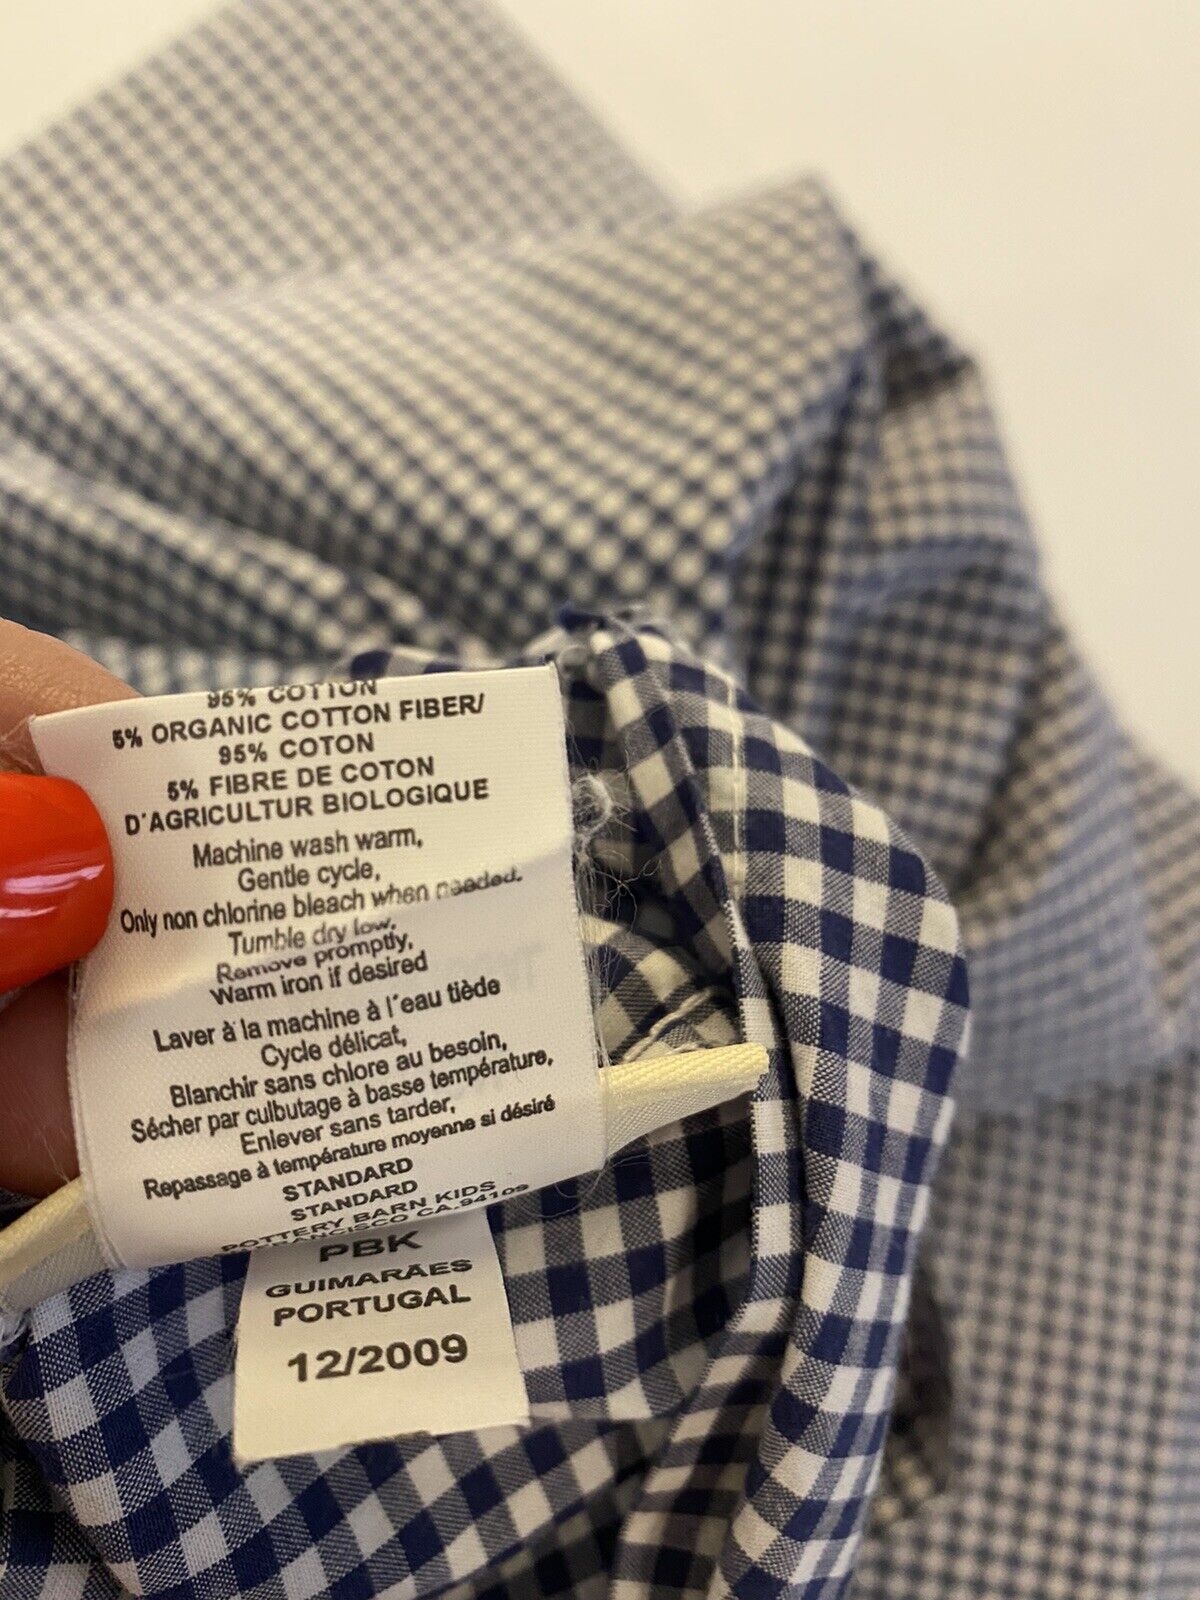 95% COTTON
5% ORGANIC COTTON FIBER/
95% COTON
5% FIBRE DE COTON
D'AGRICULTUR BIOLOGIQUE
Machine wash warm,
Gentle cycle,
Only non chlorine bleach when needed.
Tumble dry low,
Remove promptly,
Warm iron if desired
Laver à la machine à l'eau tiède
Cycle délicat,
Blanchir sans chlore au besoin,
Sécher par culbutage à basse température,
Enlever sans tarder,
Repassage à température moyenne si désiré
STANDARD
STANDARD
POTTERY BARN KIDS
FRANCISCO CA.94109
PBK
GUIMARÃES
PORTUGAL
12/2009